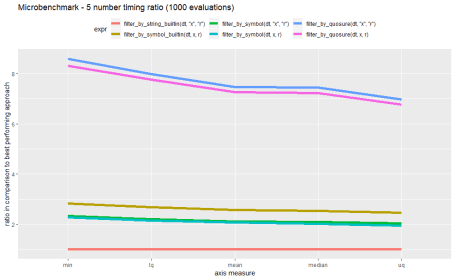 Microbenchmark - 5 number timing ratio (1000 evaluations)
expr
filter_by_string_builtin(dt, "x", "r")
filter_by_symbol(dt, "x", "r")
filter_by_quosure(dt, "x", "r")
filter_by_symbol_builtin(dt, x, r)
filter_by_symbol(dt, x, r)
filter_by_quosure(dt, x, r)
ratio in comparison to best performing approach
8
6
4
2
min
lq
mean
median
uq
axis measure